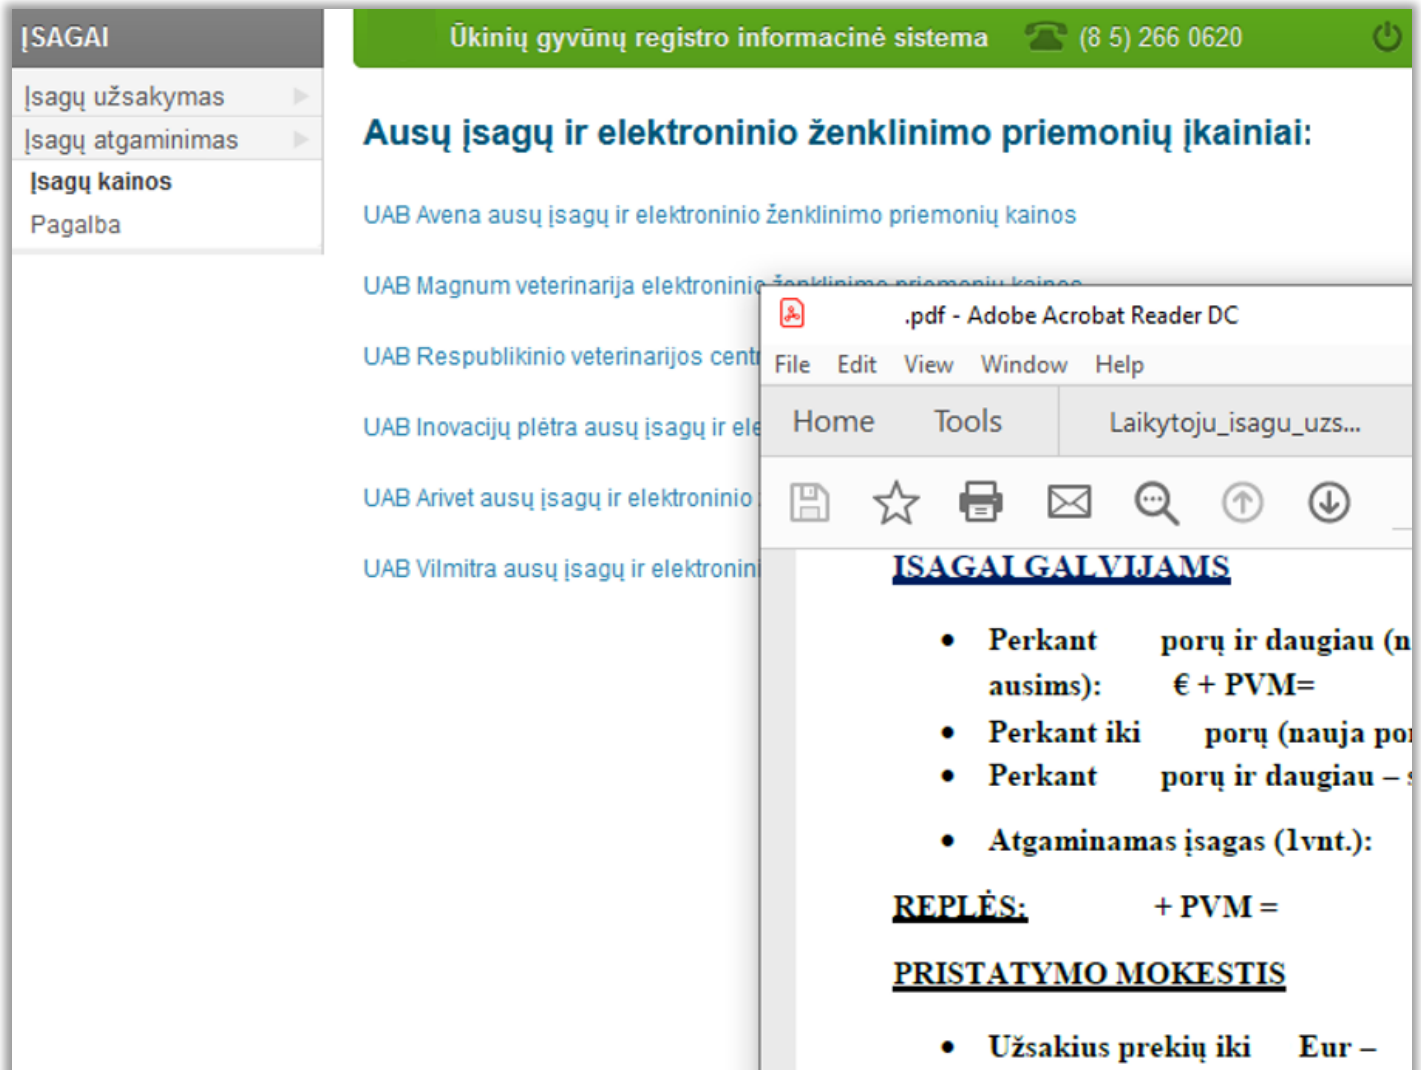 ĮSAGAI
Įsagų užsakymas
Įsagų atgaminimas
Įsagų kainos
Pagalba
Ūkinių gyvūnų registro informacinė sistema (8 5) 266 0620
Ausų įsagų ir elektroninio ženklinimo priemonių įkainiai:
UAB Avena ausų įsagų ir elektroninio ženklinimo priemonių kainos
UAB Magnum veterinarija elektroninio ženklinimo priemonių kainos
UAB Respublikinio veterinarijos cent
UAB Inovacijų plėtra ausų įsagų ir ele
UAB Arivet ausų įsagų ir elektroninio
UAB Vilmitra ausų įsagų ir elektronini
.pdf - Adobe Acrobat Reader DC
File Edit View Window Help
Home Tools Laikytoju_isagu_uzs...
ĮSAGAI GALVIJAMS
• Perkant porų ir daugiau (n
ausims): € + PVM=
• Perkant iki porų (nauja por
• Perkant porų ir daugiau – s
• Atgaminamas įsagas (1vnt.):
REPLĖS: + PVM =
PRISTATYMO MOKESTIS
• Užsakius prekių iki Eur –